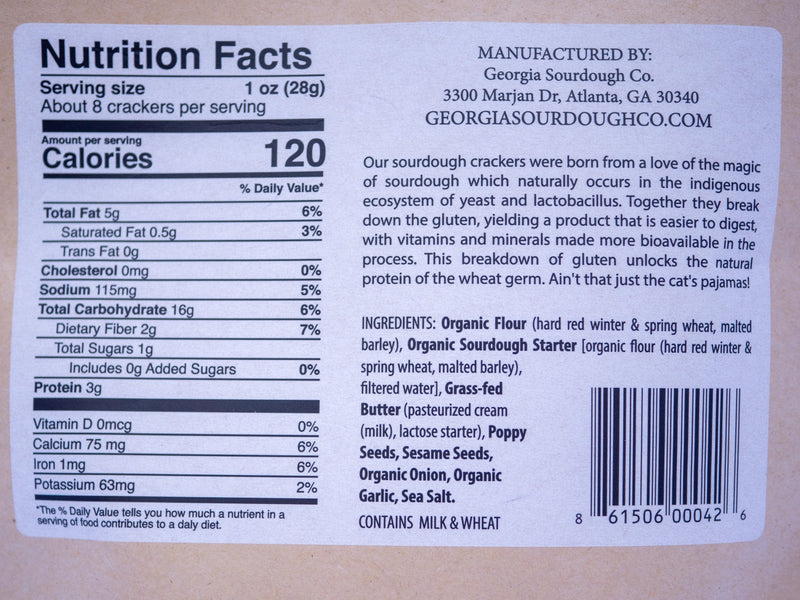 Nutrition Facts
Serving size 1 oz (28g)
About 8 crackers per serving
Amount per serving
Calories 120
% Daily Value*
Total Fat 5g 6%
Saturated Fat 0.5g 3%
Trans Fat 0g
Cholesterol 0mg 0%
Sodium 115mg 5%
Total Carbohydrate 16g 6%
Dietary Fiber 2g 7%
Total Sugars 1g
Includes 0g Added Sugars 0%
Protein 3g
Vitamin D 0mcg 0%
Calcium 75 mg 6%
Iron 1mg 6%
Potassium 63mg 2%
*The % Daily Value tells you how much a nutrient in a
serving of food contributes to a daly diet.
MANUFACTURED BY:
Georgia Sourdough Co.
3300 Marjan Dr, Atlanta, GA 30340
GEORGIASOURDOUGHCO.COM
Our sourdough crackers were born from a love of the magic
of sourdough which naturally occurs in the indigenous
ecosystem of yeast and lactobacillus. Together they break
down the gluten, yielding a product that is easier to digest,
with vitamins and minerals made more bioavailable in the
process. This breakdown of gluten unlocks the natural
protein of the wheat germ. Ain't that just the cat's pajamas!
INGREDIENTS: Organic Flour (hard red winter & spring wheat, malted
barley), Organic Sourdough Starter [organic flour (hard red winter &
spring wheat, malted barley),
filtered water], Grass-fed
Butter (pasteurized cream
(milk), lactose starter), Poppy
Seeds, Sesame Seeds,
Organic Onion, Organic
Garlic, Sea Salt.
CONTAINS MILK & WHEAT
8 61506 00042 6